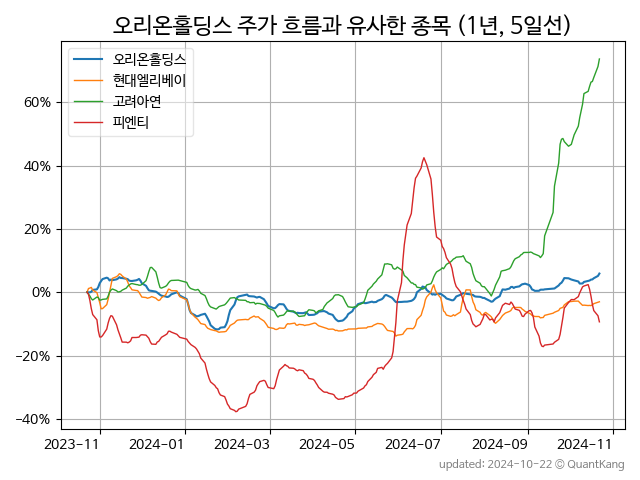 오리온홀딩스 주가 흐름과 유사한 종목 (1년, 5일선)
오리온홀딩스
현대엘리베이
고려아연
피엔티
60%
40%
20%
0%
−20%
−40%
2023-11
2024-01
2024-03
2024-05
2024-07
2024-09
2024-11
updated: 2024-10-22 © QuantKang